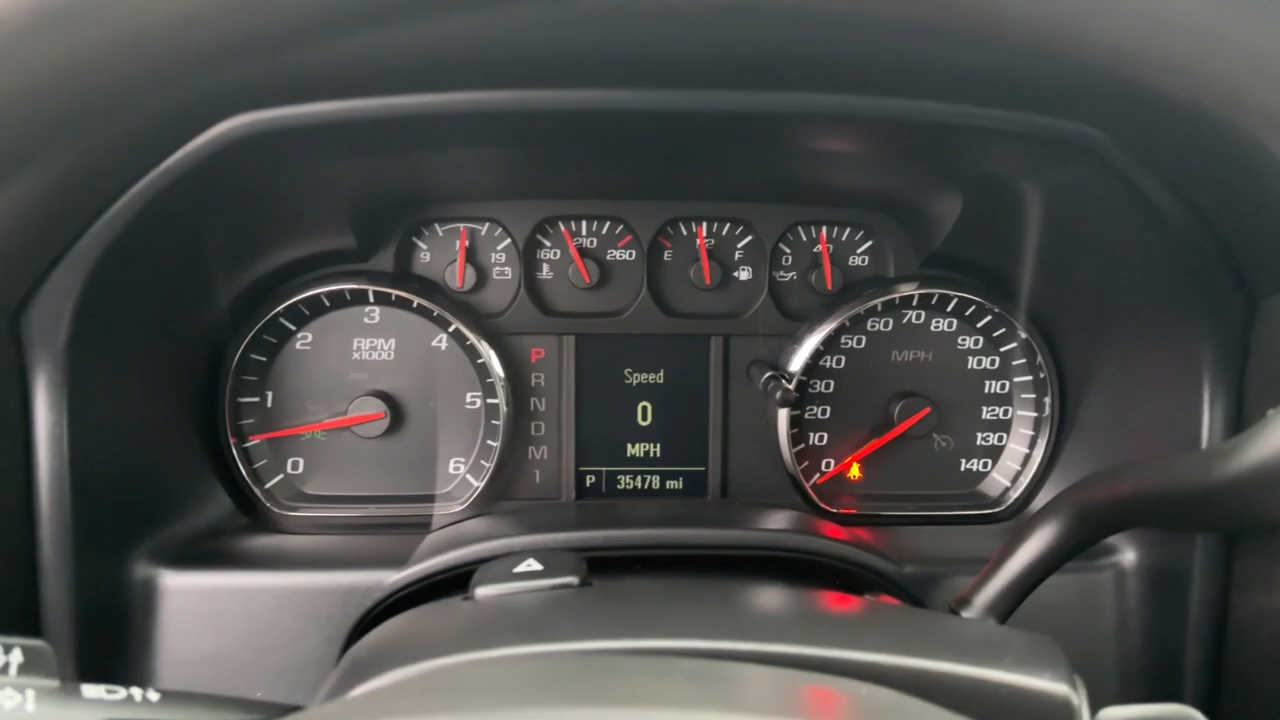 9 19
160 210 260
E 1/2 F
0 40 80
0 1 2 3 4 5 6
RPM
x1000
P
R
N
D
M
1
Speed
0
MPH
P 35478 mi
0 10 20 30 40 50 60 70 80 90 100 110 120 130 140
MPH